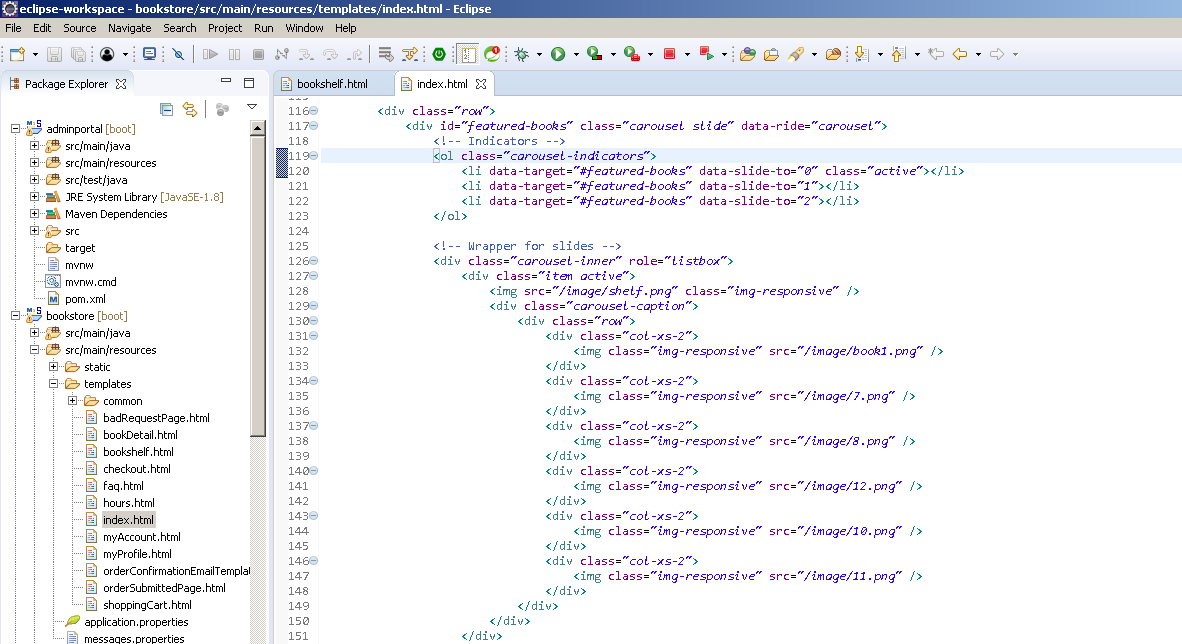 eclipse-workspace - bookstore/src/main/resources/templates/index.html - Eclipse
File Edit Source Navigate Search Project Run Window Help
Package Explorer
bookshelf.html index.html
adminportal [boot]
src/main/java
src/main/resources
src/test/java
JRE System Library [JavaSE-1.8]
Maven Dependencies
src
target
mvnw
mvnw.cmd
pom.xml
bookstore [boot]
src/main/java
src/main/resources
static
templates
common
badRequestPage.html
bookDetail.html
bookshelf.html
checkout.html
faq.html
hours.html
index.html
myAccount.html
myProfile.html
orderConfirmationEmailTemplat
orderSubmittedPage.html
shoppingCart.html
application.properties
messages.properties
116 <div class="row">
117 <div id="featured-books" class="carousel slide" data-ride="carousel">
118 <!-- Indicators -->
119 <ol class="carousel-indicators">
120 <li data-target="#featured-books" data-slide-to="0" class="active"></li>
121 <li data-target="#featured-books" data-slide-to="1"></li>
122 <li data-target="#featured-books" data-slide-to="2"></li>
123 </ol>
124
125 <!-- Wrapper for slides -->
126 <div class="carousel-inner" role="listbox">
127 <div class="item active">
128 <img src="/image/shelf.png" class="img-responsive" />
129 <div class="carousel-caption">
130 <div class="row">
131 <div class="col-xs-2">
132 <img class="img-responsive" src="/image/book1.png" />
133 </div>
134 <div class="col-xs-2">
135 <img class="img-responsive" src="/image/7.png" />
136 </div>
137 <div class="col-xs-2">
138 <img class="img-responsive" src="/image/8.png" />
139 </div>
140 <div class="col-xs-2">
141 <img class="img-responsive" src="/image/12.png" />
142 </div>
143 <div class="col-xs-2">
144 <img class="img-responsive" src="/image/10.png" />
145 </div>
146 <div class="col-xs-2">
147 <img class="img-responsive" src="/image/11.png" />
148 </div>
149 </div>
150 </div>
151 </div>